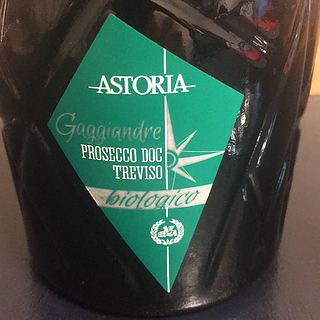 ASTORIA
Gaggiandre
PROSECCO DOC
TREVISO
biologico